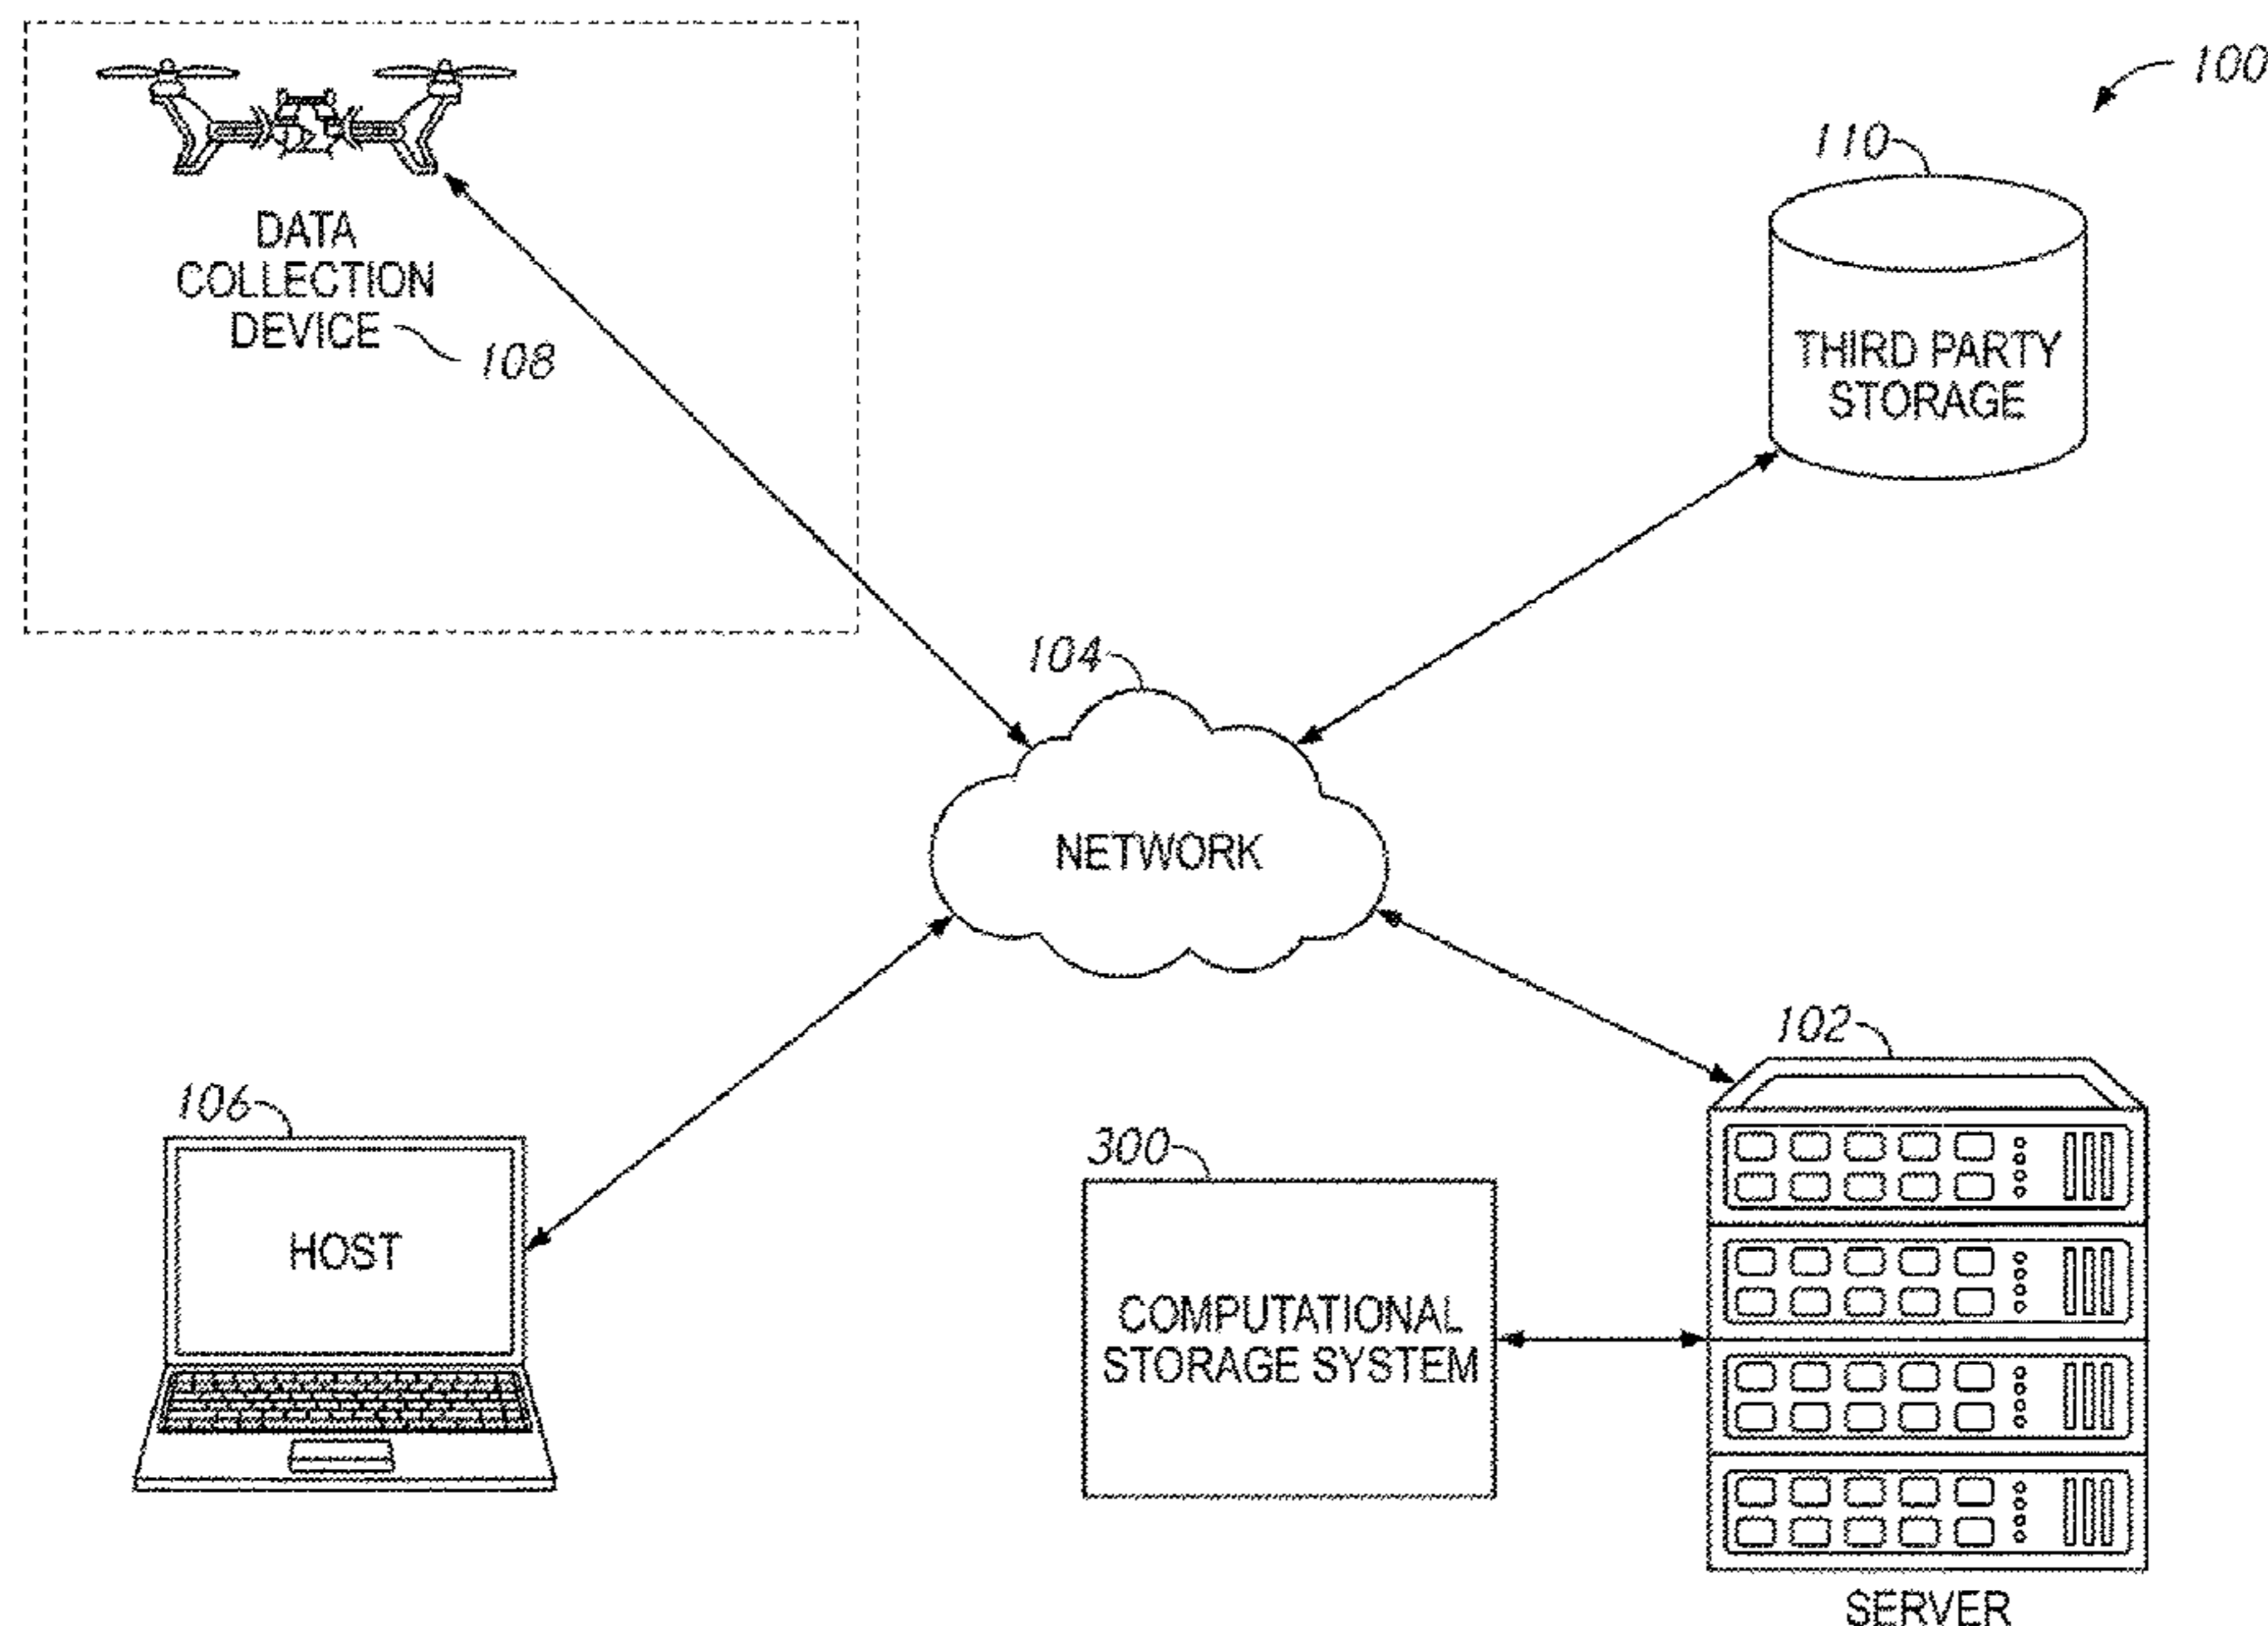 100
110
DATA
COLLECTION
DEVICE
108
THIRD PARTY
STORAGE
104
NETWORK
102
106
300
HOST
COMPUTATIONAL
STORAGE SYSTEM
SERVER